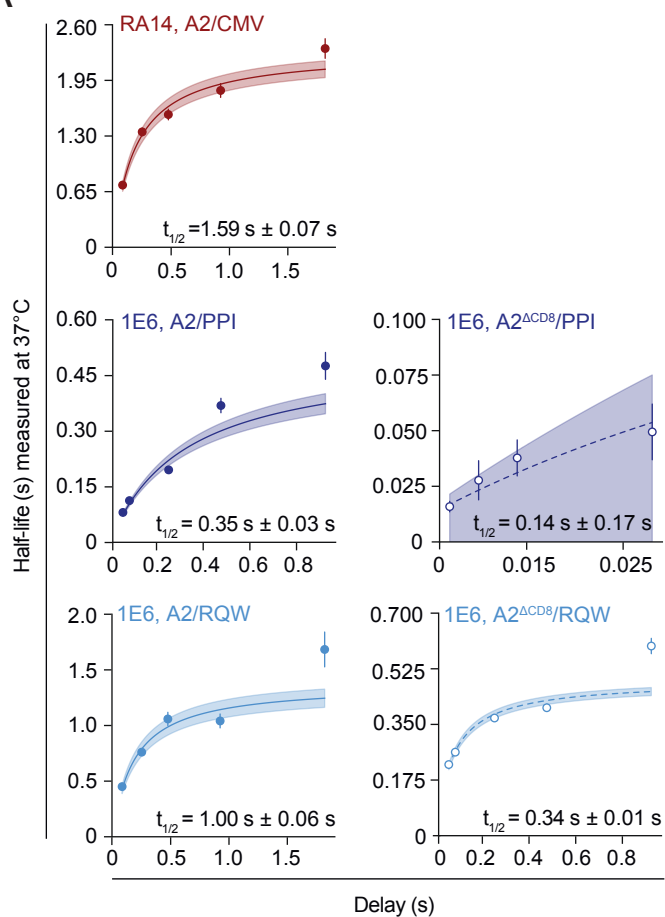 Half-life (s) measured at 37°C
RA14, A2/CMV
2.60
1.95
1.30
0.65
0
t1/2 =1.59 s ± 0.07 s
0 0.5 1.0 1.5
1E6, A2/PPI
0.60
0.45
0.30
0.15
0
t1/2 = 0.35 s ± 0.03 s
0 0.2 0.4 0.6 0.8
1E6, A2ΔCD8/PPI
0.100
0.075
0.050
0.025
0
t1/2 = 0.14 s ± 0.17 s
0 0.015 0.025
1E6, A2/RQW
2.0
1.5
1.0
0.5
0
t1/2 = 1.00 s ± 0.06 s
0 0.5 1.0 1.5
1E6, A2ΔCD8/RQW
0.700
0.525
0.350
0.175
0
t1/2 = 0.34 s ± 0.01 s
0 0.2 0.4 0.6 0.8
Delay (s)